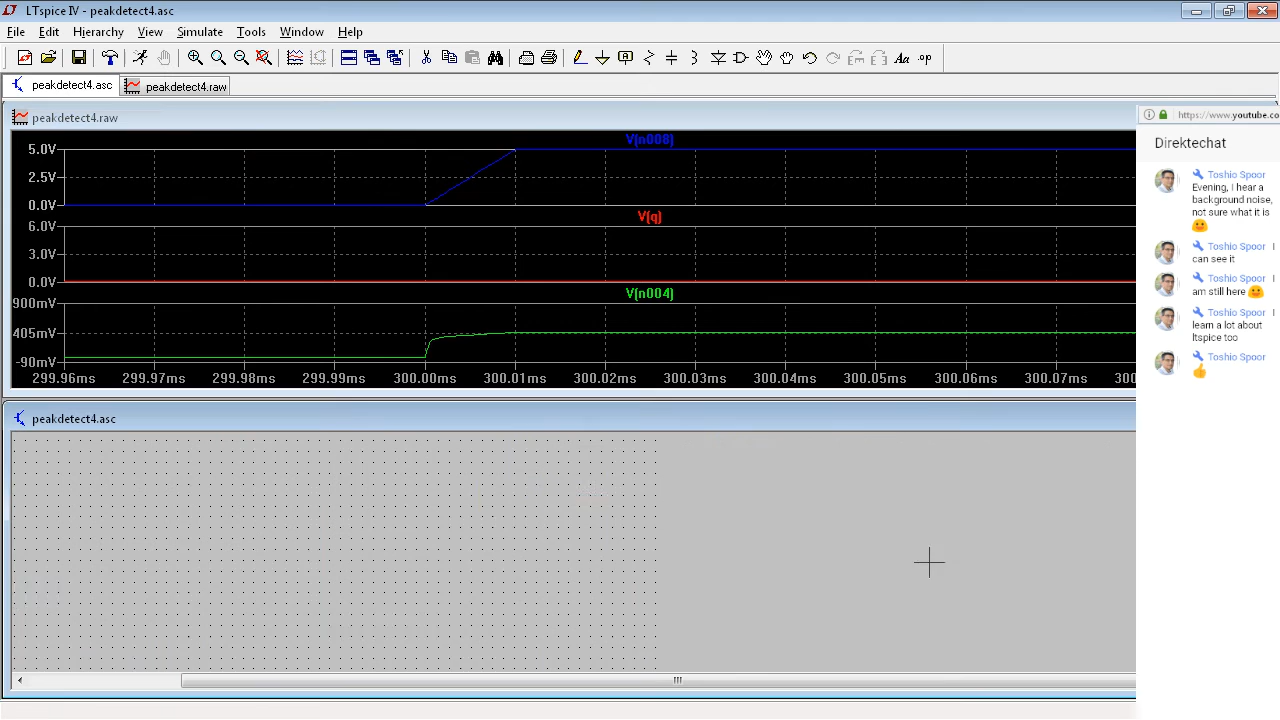 LTspice IV - peakdetect4.asc
File Edit Hierarchy View Simulate Tools Window Help
Aa .op
peakdetect4.asc peakdetect4.raw
peakdetect4.raw
https://www.youtube.co
Direktechat
V(n008)
5.0V
2.5V
0.0V
V(q)
6.0V
3.0V
0.0V
V(n004)
900mV
405mV
-90mV
299.96ms 299.97ms 299.98ms 299.99ms 300.00ms 300.01ms 300.02ms 300.03ms 300.04ms 300.05ms 300.06ms 300.07ms 300
Toshio Spoor
Evening, I hear a
background noise,
not sure what it is
Toshio Spoor I
can see it
Toshio Spoor I
am still here
Toshio Spoor I
learn a lot about
ltspice too
Toshio Spoor
peakdetect4.asc